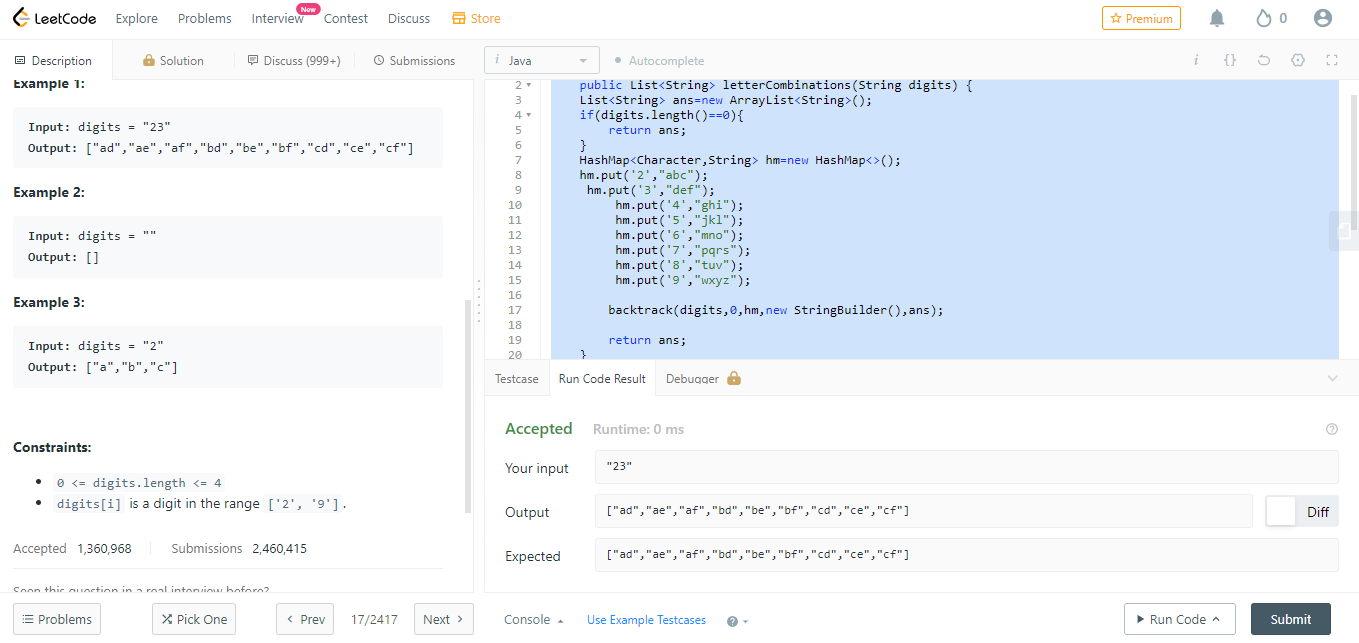 LeetCode Explore Problems Interview New Contest Discuss Store Premium 0
Description Solution Discuss (999+) Submissions
i Java Autocomplete i {}
Example 1:
Input: digits = "23"
Output: ["ad","ae","af","bd","be","bf","cd","ce","cf"]
Example 2:
Input: digits = ""
Output: []
Example 3:
Input: digits = "2"
Output: ["a","b","c"]
Constraints:
0 <= digits.length <= 4
digits[i] is a digit in the range ['2', '9'].
Accepted 1,360,968 Submissions 2,460,415
Seen this question in a real interview before?
Problems Pick One < Prev 17/2417 Next >
2 public List<String> letterCombinations(String digits) {
3 List<String> ans=new ArrayList<String>();
4 if(digits.length()==0){
5 return ans;
6 }
7 HashMap<Character,String> hm=new HashMap<>();
8 hm.put('2',"abc");
9 hm.put('3',"def");
10 hm.put('4',"ghi");
11 hm.put('5',"jkl");
12 hm.put('6',"mno");
13 hm.put('7',"pqrs");
14 hm.put('8',"tuv");
15 hm.put('9',"wxyz");
16
17 backtrack(digits,0,hm,new StringBuilder(),ans);
18
19 return ans;
20 }
Testcase Run Code Result Debugger
Accepted Runtime: 0 ms ?
Your input "23"
Output ["ad","ae","af","bd","be","bf","cd","ce","cf"] Diff
Expected ["ad","ae","af","bd","be","bf","cd","ce","cf"]
Console Use Example Testcases ? Run Code Submit